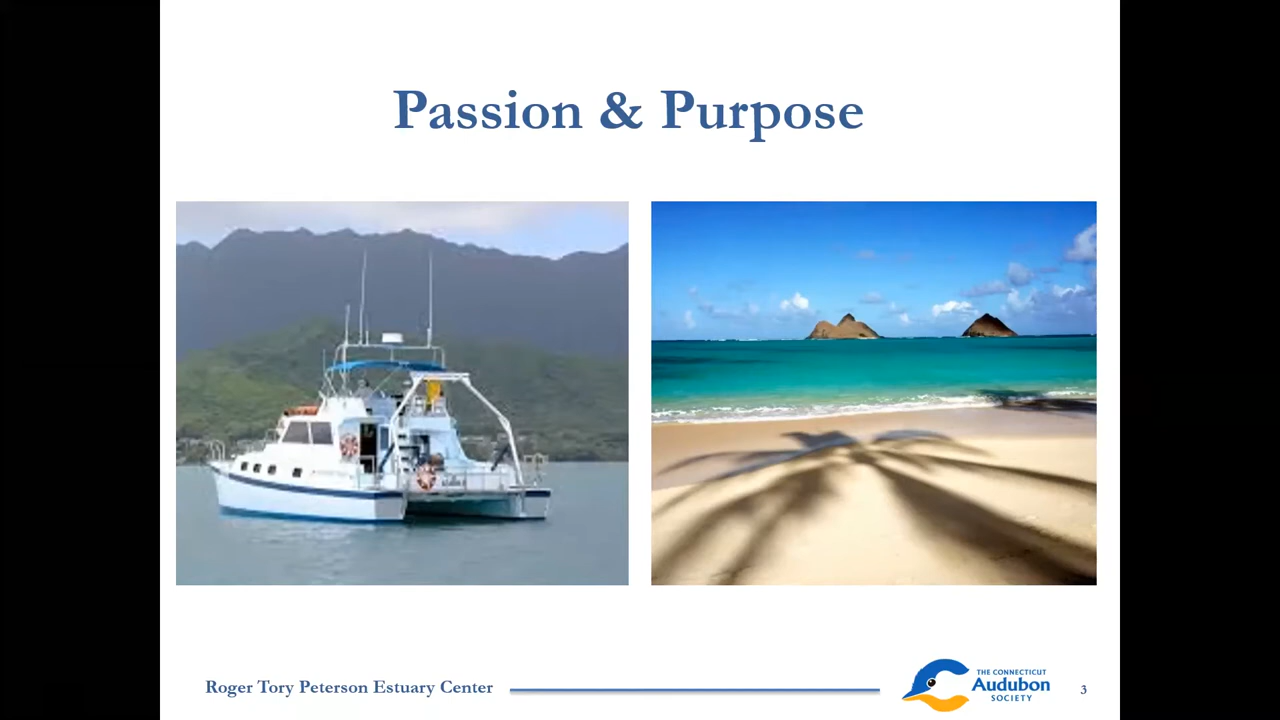 Passion & Purpose
Roger Tory Peterson Estuary Center
THE CONNECTICUT
Audubon
SOCIETY
3